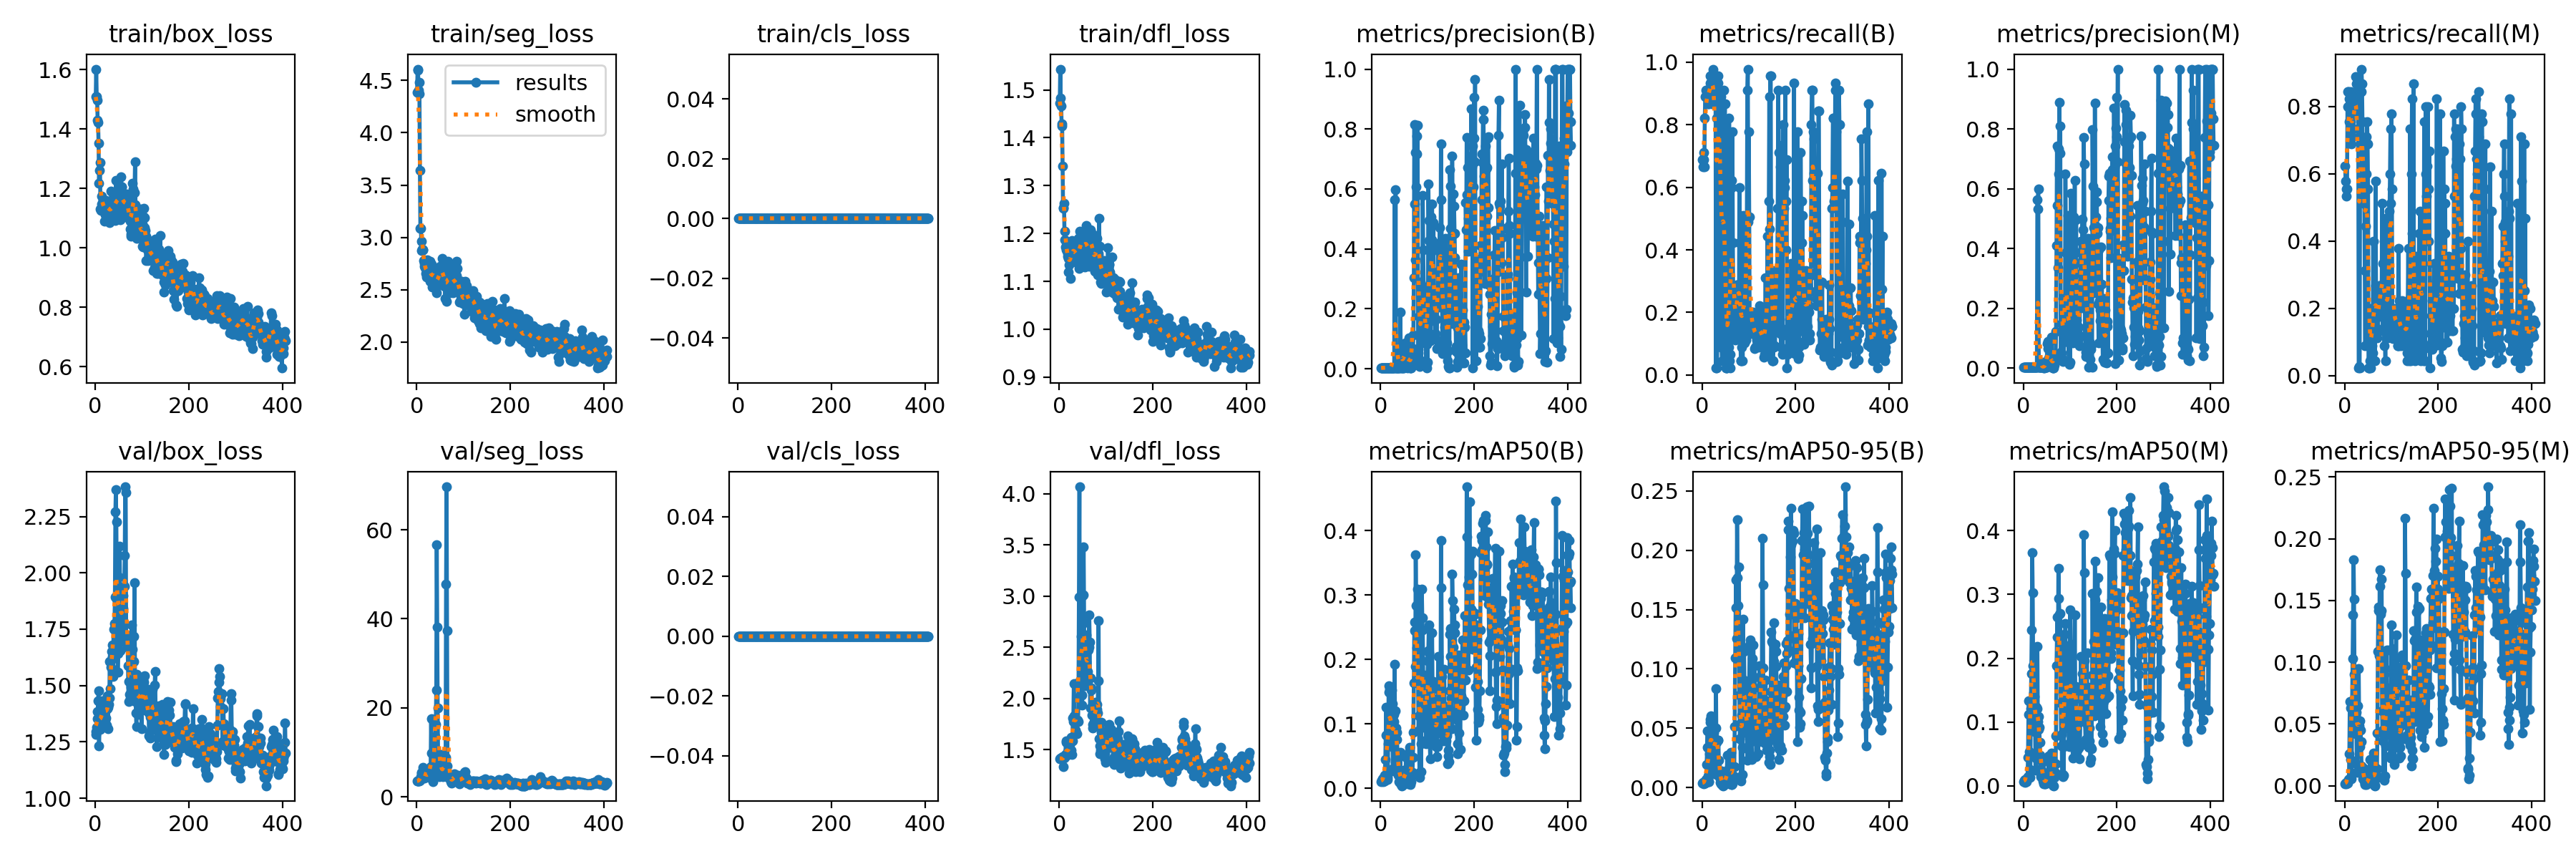 train/box_loss
train/seg_loss
train/cls_loss
train/dfl_loss
metrics/precision(B)
metrics/recall(B)
metrics/precision(M)
metrics/recall(M)
results
smooth
1.6
1.4
1.2
1.0
0.8
0.6
0 200 400
4.5
4.0
3.5
3.0
2.5
2.0
0 200 400
0.04
0.02
0.00
−0.02
−0.04
0 200 400
1.5
1.4
1.3
1.2
1.1
1.0
0.9
0 200 400
1.0
0.8
0.6
0.4
0.2
0.0
0 200 400
1.0
0.8
0.6
0.4
0.2
0.0
0 200 400
1.0
0.8
0.6
0.4
0.2
0.0
0 200 400
0.8
0.6
0.4
0.2
0.0
0 200 400
val/box_loss
val/seg_loss
val/cls_loss
val/dfl_loss
metrics/mAP50(B)
metrics/mAP50-95(B)
metrics/mAP50(M)
metrics/mAP50-95(M)
2.25
2.00
1.75
1.50
1.25
1.00
0 200 400
60
40
20
0
0 200 400
0.04
0.02
0.00
−0.02
−0.04
0 200 400
4.0
3.5
3.0
2.5
2.0
1.5
0 200 400
0.4
0.3
0.2
0.1
0.0
0 200 400
0.25
0.20
0.15
0.10
0.05
0.00
0 200 400
0.4
0.3
0.2
0.1
0.0
0 200 400
0.25
0.20
0.15
0.10
0.05
0.00
0 200 400